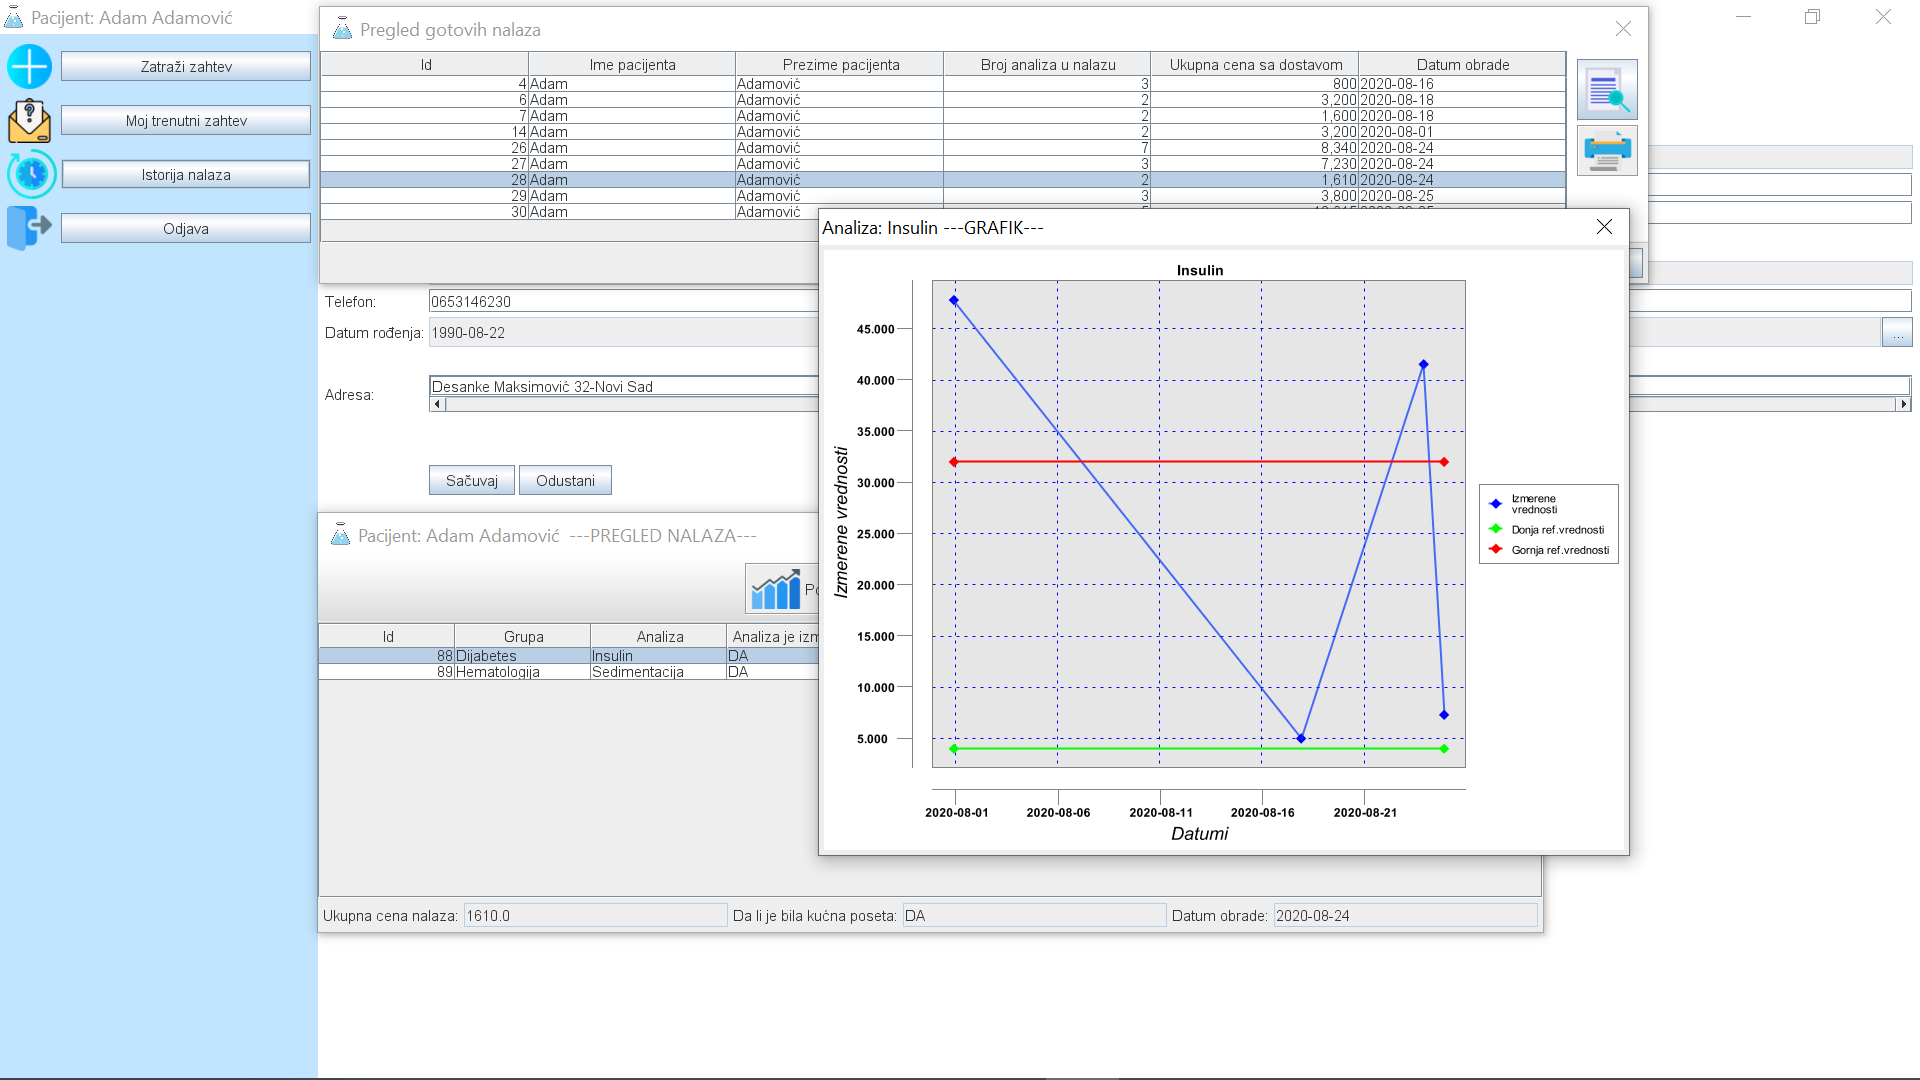 Pacijent: Adam Adamović
Zatraži zahtev
Moj trenutni zahtev
Istorija nalaza
Odjava
Pregled gotovih nalaza
Id Ime pacijenta Prezime pacijenta Broj analiza u nalazu Ukupna cena sa dostavom Datum obrade
4 Adam Adamović 3 800 2020-08-16
6 Adam Adamović 2 3,200 2020-08-18
7 Adam Adamović 2 1,600 2020-08-18
14 Adam Adamović 2 3,200 2020-08-01
26 Adam Adamović 7 8,340 2020-08-24
27 Adam Adamović 3 7,230 2020-08-24
28 Adam Adamović 2 1,610 2020-08-24
29 Adam Adamović 3 3,800 2020-08-25
30 Adam Adamović
Telefon: 0653146230
Datum rođenja: 1990-08-22
...
Adresa: Desanke Maksimović 32-Novi Sad
Sačuvaj Odustani
Analiza: Insulin ---GRAFIK---
Insulin
Izmerene vrednosti
45.000
40.000
35.000
30.000
25.000
20.000
15.000
10.000
5.000
2020-08-01 2020-08-06 2020-08-11 2020-08-16 2020-08-21
Datumi
Izmerene
vrednosti
Donja ref.vrednosti
Gornja ref.vrednosti
Pacijent: Adam Adamović ---PREGLED NALAZA---
Id Grupa Analiza Analiza je
88 Dijabetes Insulin DA
89 Hematologija Sedimentacija DA
Ukupna cena nalaza: 1610.0 Da li je bila kućna poseta: DA Datum obrade: 2020-08-24